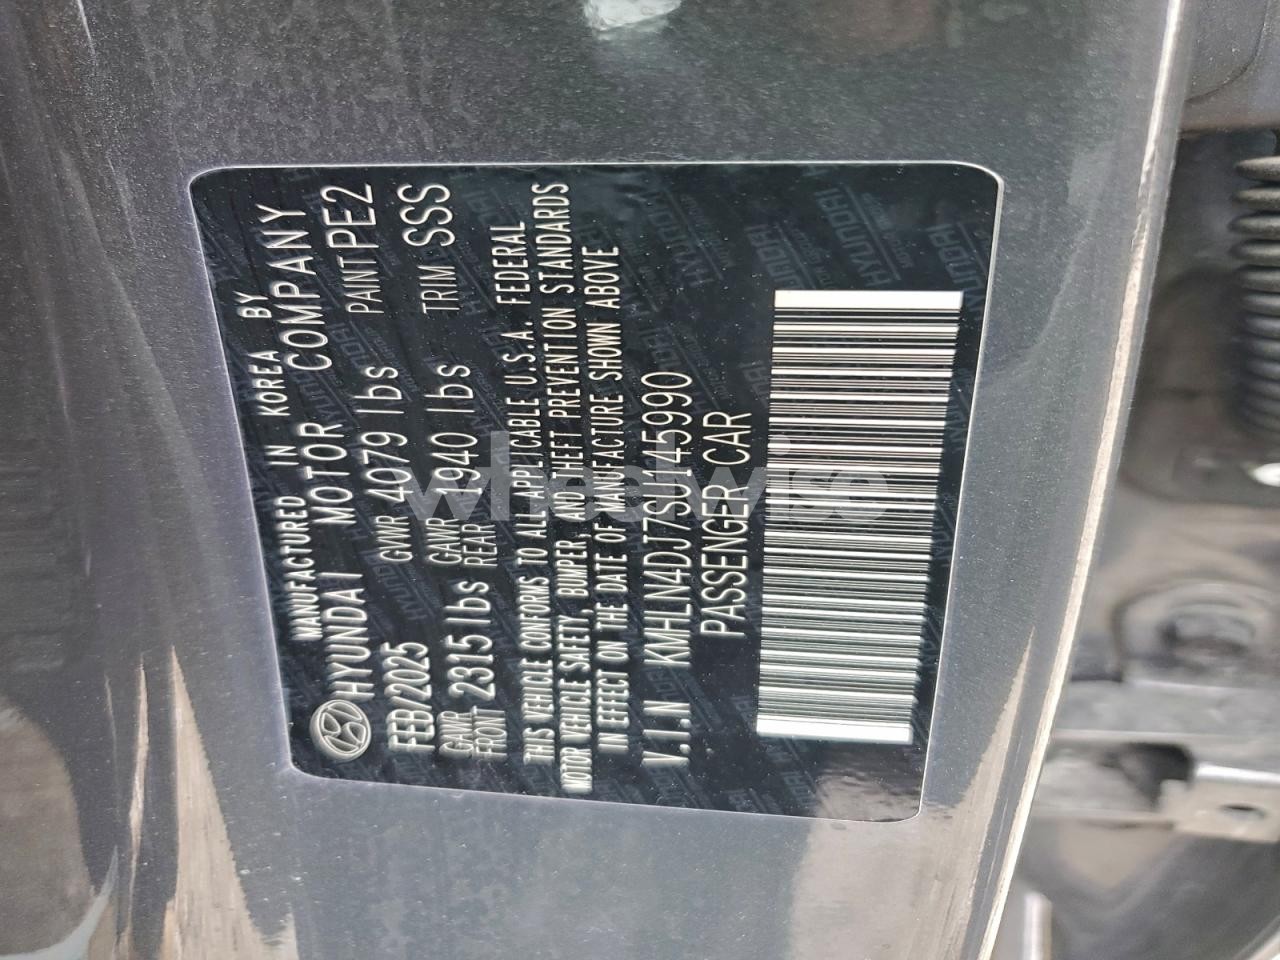 MANUFACTURED IN KOREA BY
HYUNDAI MOTOR COMPANY
FEB/2025 GVWR 4079 lbs PAINT PE2
GAWR FRONT 2315 lbs GAWR REAR 1940 lbs TRIM SSS
THIS VEHICLE CONFORMS TO ALL APPLICABLE U.S.A. FEDERAL
MOTOR VEHICLE SAFETY, BUMPER, AND THEFT PREVENTION STANDARDS
IN EFFECT ON THE DATE OF MANUFACTURE SHOWN ABOVE
V.I.N KMHLN4DJ7SU145990
PASSENGER CAR
wheelwise